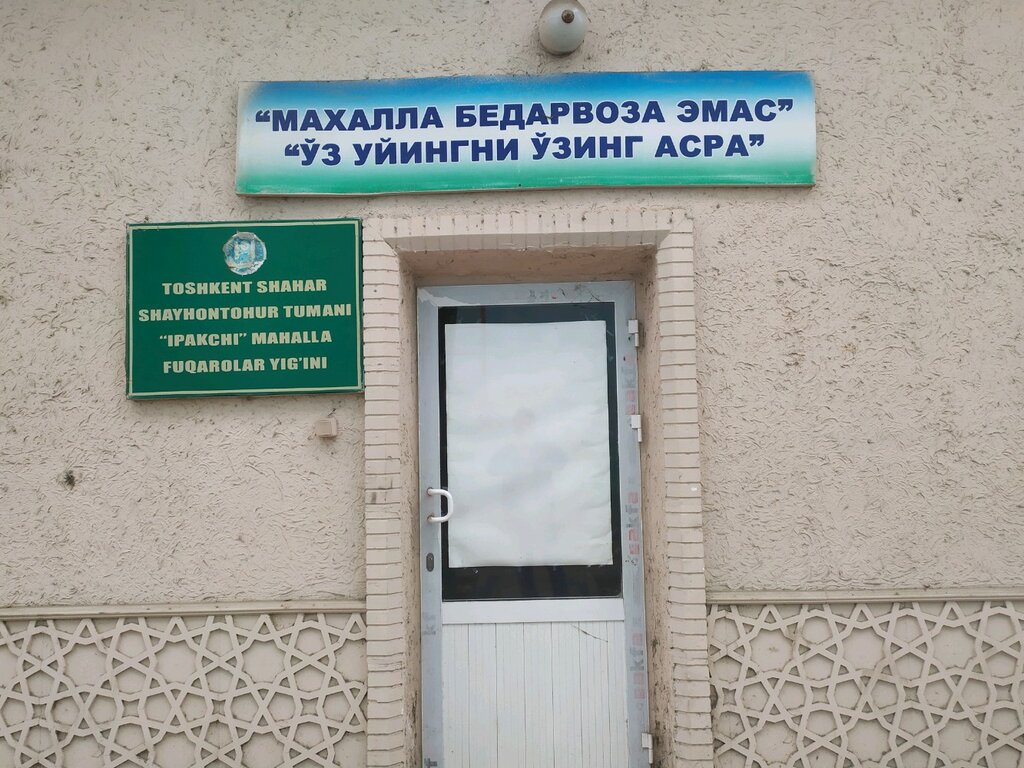 “МАХАЛЛА БЕДАРВОЗА ЭМАС”
“ЎЗ УЙИНГНИ ЎЗИНГ АСРА”
TOSHKENT SHAHAR
SHAYHONTOHUR TUMANI
“IPAKCHI” MAHALLA
FUQAROLAR YIG'INI